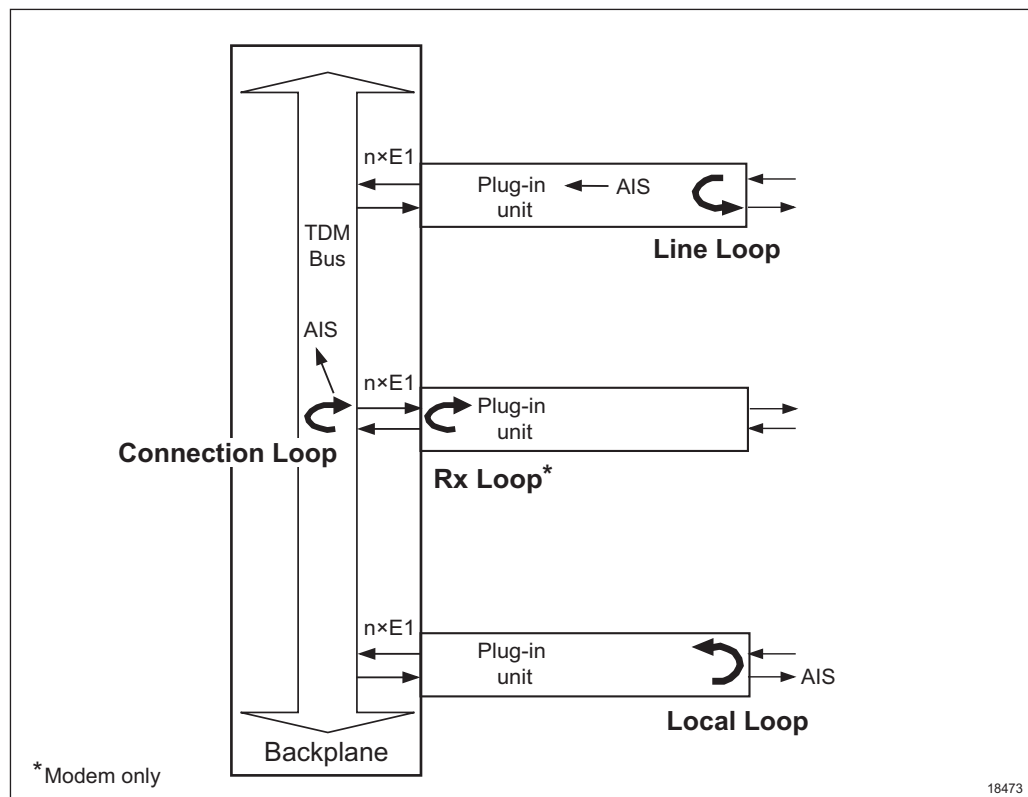 n×E1
Plug-in
unit
AIS
TDM
Bus
Line Loop
AIS
n×E1
Plug-in
unit
Connection Loop
Rx Loop*
n×E1
Plug-in
unit
AIS
Local Loop
Backplane
*Modem only
18473